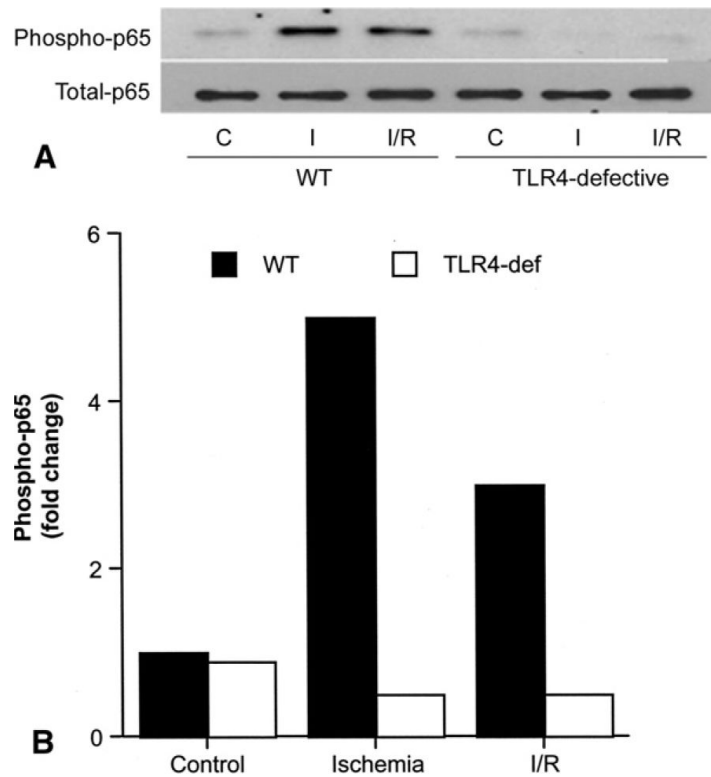 Phospho-p65
Total-p65
C I I/R C I I/R
A
WT TLR4-defective
6
WT TLR4-def
4
Phospho-p65
(fold change)
2
0
B
Control Ischemia I/R